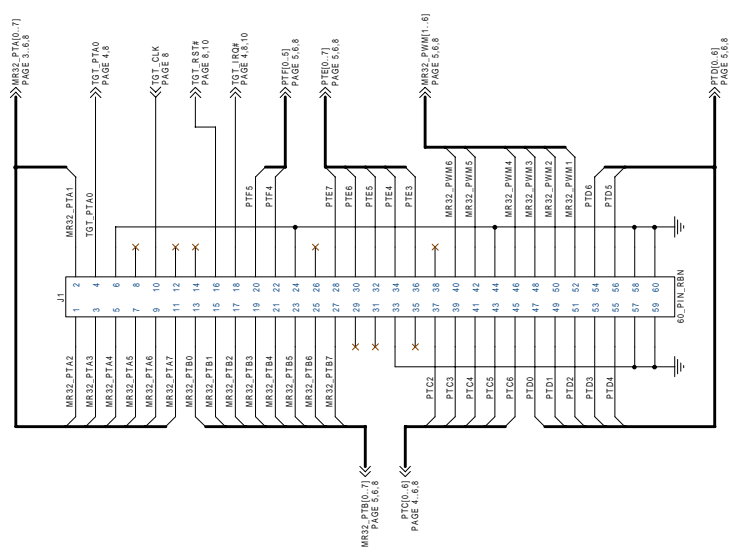 MR32_PTA[0..7]
PAGE 3..6,8
TGT_PTA0
PAGE 4,8
TGT_CLK
PAGE 8
TGT_RST#
PAGE 8,10
TGT_IRQ#
PAGE 4,8,10
PTF[0..5]
PAGE 5,6,8
PTE[0..7]
PAGE 5,6,8
MR32_PWM[1..6]
PAGE 5,6,8
PTD[0..6]
PAGE 5,6,8
MR32_PTA1
TGT_PTA0
PTF5
PTF4
PTE7
PTE6
PTE5
PTE4
PTE3
MR32_PWM6
MR32_PWM5
MR32_PWM4
MR32_PWM3
MR32_PWM2
MR32_PWM1
PTD6
PTD5
J1
2
4
6
8
10
12
14
16
18
20
22
24
26
28
30
32
34
36
38
40
42
44
46
48
50
52
54
56
58
60
1
3
5
7
9
11
13
15
17
19
21
23
25
27
29
31
33
35
37
39
41
43
45
47
49
51
53
55
57
59
60_PIN_RBN
MR32_PTA2
MR32_PTA3
MR32_PTA4
MR32_PTA5
MR32_PTA6
MR32_PTA7
MR32_PTB0
MR32_PTB1
MR32_PTB2
MR32_PTB3
MR32_PTB4
MR32_PTB5
MR32_PTB6
MR32_PTB7
PTC2
PTC3
PTC4
PTC5
PTC6
PTD0
PTD1
PTD2
PTD3
PTD4
MR32_PTB[0..7]
PAGE 5,6,8
PTC[0..6]
PAGE 4..6,8